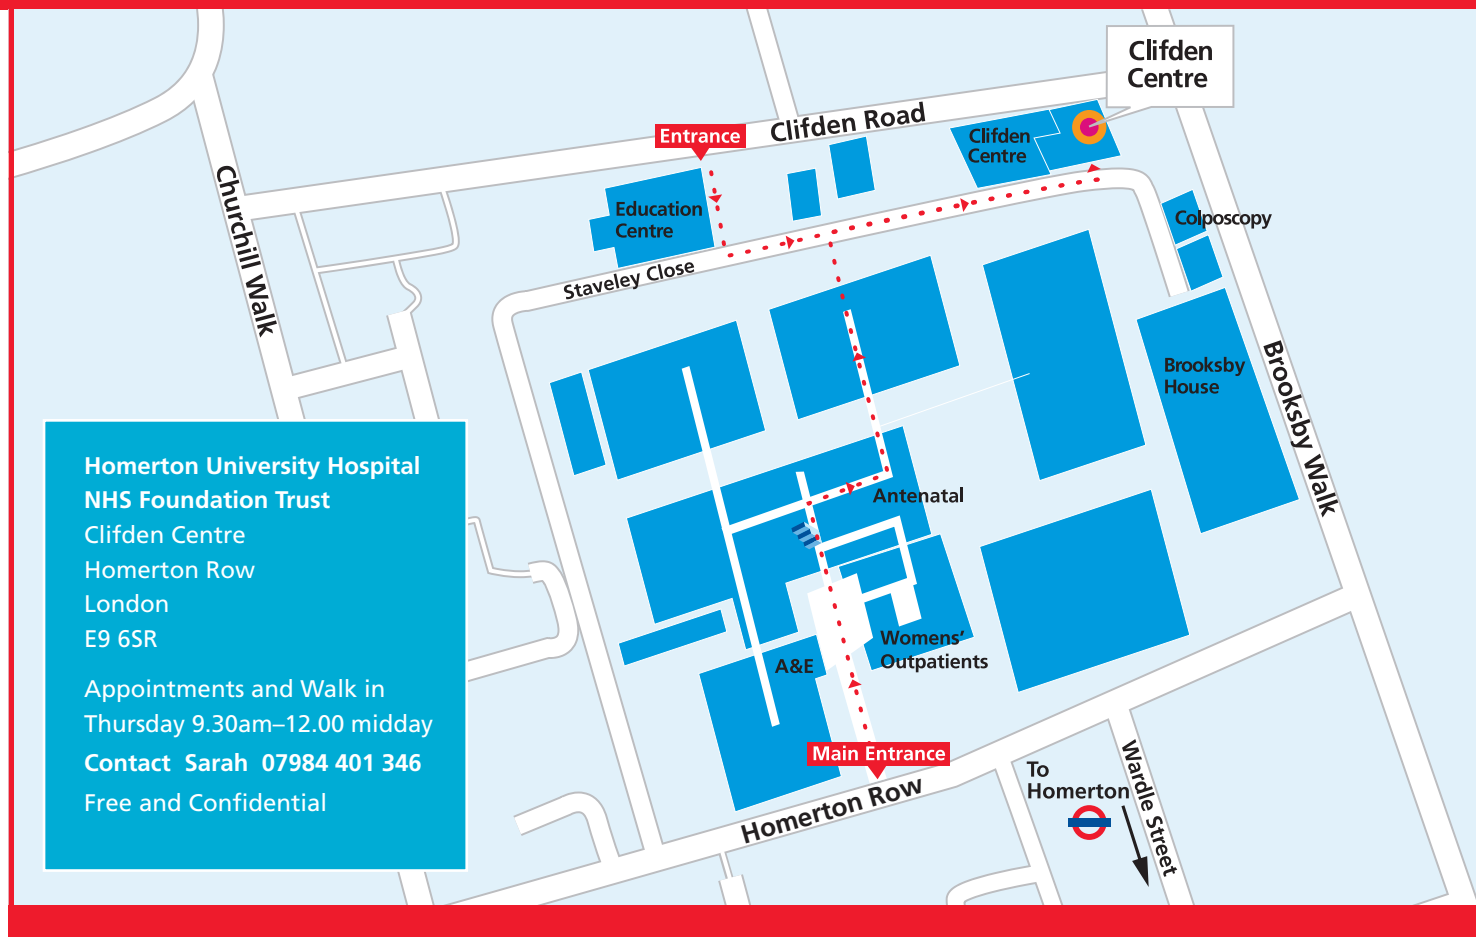 Clifden
Centre
Clifden Road
Entrance
Clifden
Centre
Churchill Walk
Education
Centre
Colposcopy
Staveley Close
Brooksby
House
Brooksby Walk
Homerton University Hospital
NHS Foundation Trust
Clifden Centre
Homerton Row
London
E9 6SR
Appointments and Walk in
Thursday 9.30am–12.00 midday
Contact  Sarah  07984 401 346
Free and Confidential
Antenatal
Womens’
Outpatients
A&E
Main Entrance
Homerton Row
To
Homerton
Wardle Street